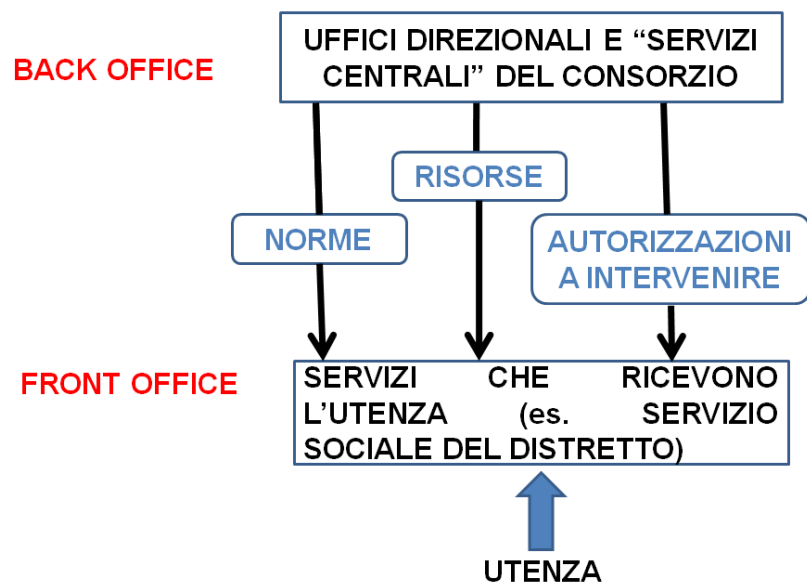 UFFICI DIREZIONALI E “SERVIZI
CENTRALI” DEL CONSORZIO
BACK OFFICE
RISORSE
NORME
AUTORIZZAZIONI
A INTERVENIRE
FRONT OFFICE
SERVIZI CHE RICEVONO
L’UTENZA (es. SERVIZIO
SOCIALE DEL DISTRETTO)
UTENZA